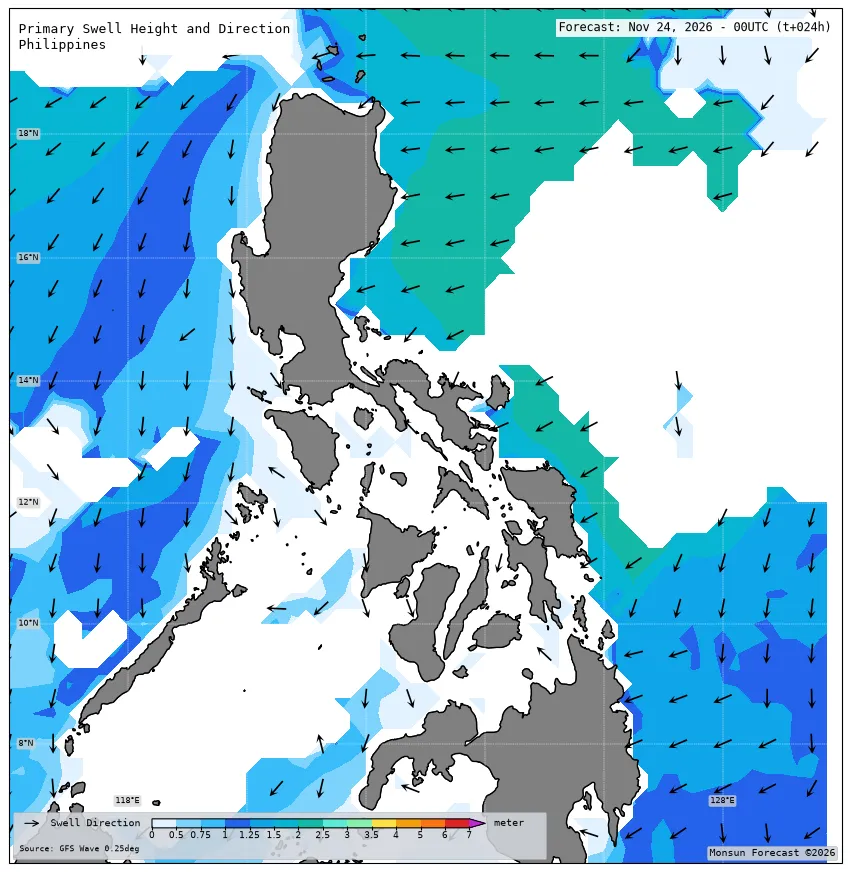 Primary Swell Height and Direction
Philippines
Forecast: Nov 24, 2026 - 00UTC (t+024h)
18°N
16°N
14°N
12°N
10°N
8°N
118°E
128°E
Swell Direction
0 0.5 0.75 1 1.25 1.5 2 2.5 3 3.5 4 5 6 7
meter
Source: GFS Wave 0.25deg
Monsun Forecast ©2026